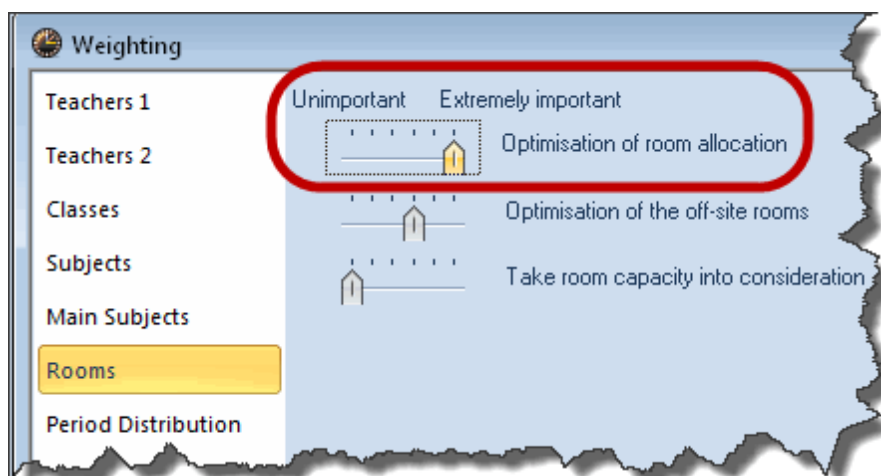 Weighting
Teachers 1
Teachers 2
Classes
Subjects
Main Subjects
Rooms
Period Distribution
Unimportant Extremely important
Optimisation of room allocation
Optimisation of the off-site rooms
Take room capacity into consideration